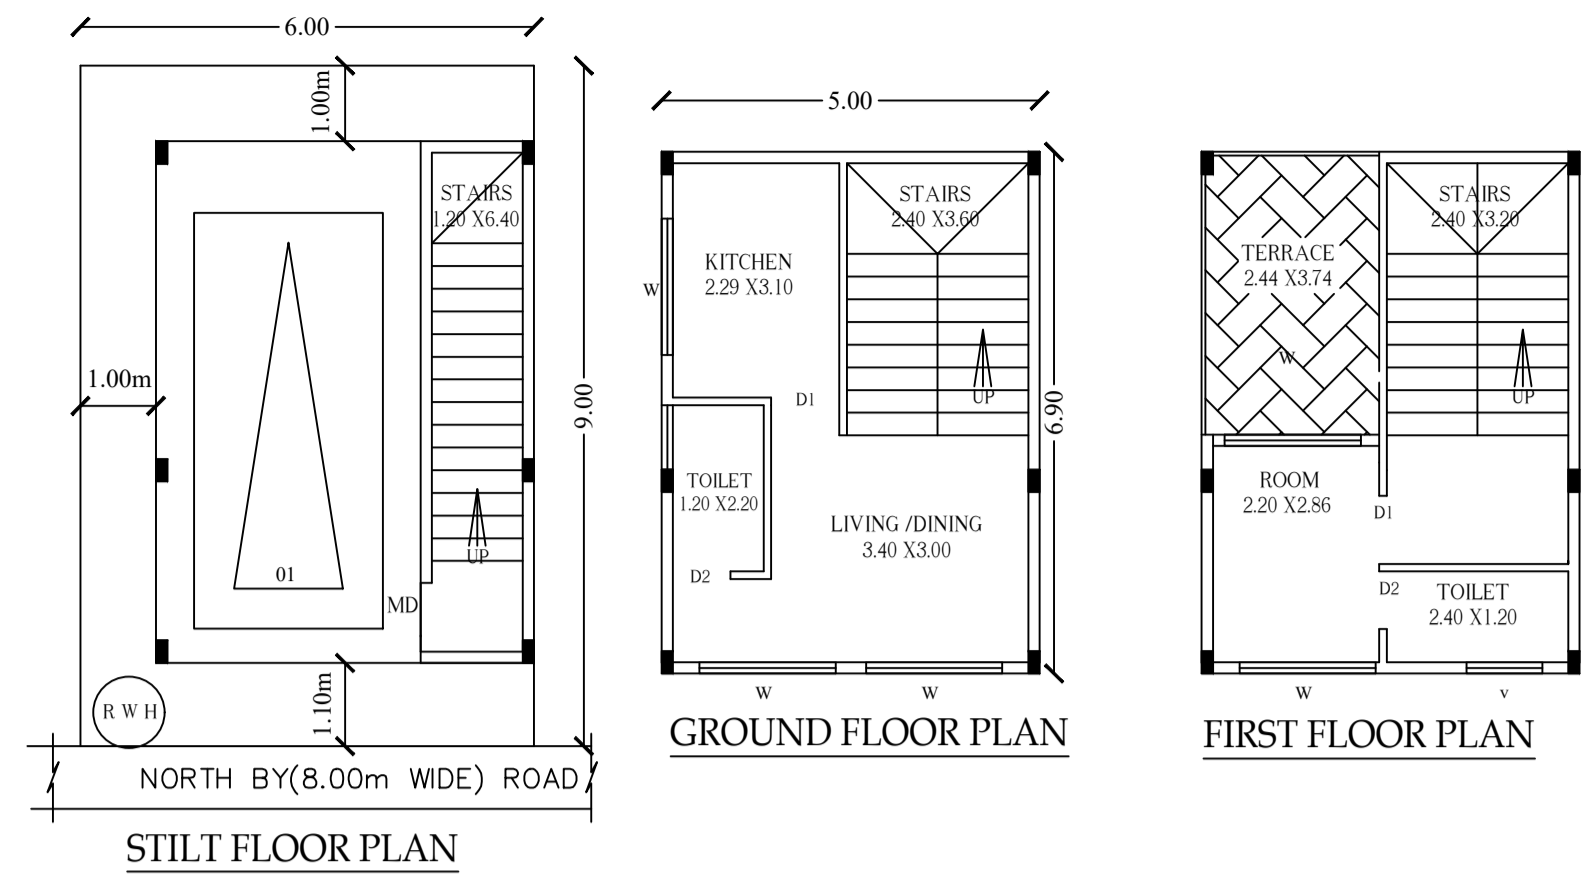 6.00
1.00m
STAIRS
1.20 X6.40
1.00m
9.00
UP
01
MD
1.10m
R W H
NORTH BY(8.00m WIDE) ROAD
STILT FLOOR PLAN
5.00
STAIRS
2.40 X3.60
KITCHEN
2.29 X3.10
W
D1
UP
6.90
TOILET
1.20 X2.20
LIVING /DINING
3.40 X3.00
D2
W
W
GROUND FLOOR PLAN
STAIRS
2.40 X3.20
TERRACE
2.44 X3.74
W
UP
ROOM
2.20 X2.86
D1
D2
TOILET
2.40 X1.20
W
v
FIRST FLOOR PLAN